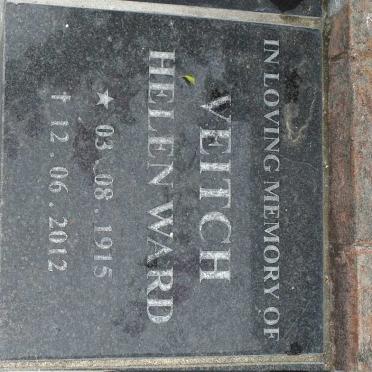 IN LOVING MEMORY OF
VEITCH
HELEN WARD
★ 03.08.1915
✝ 12.06.2012